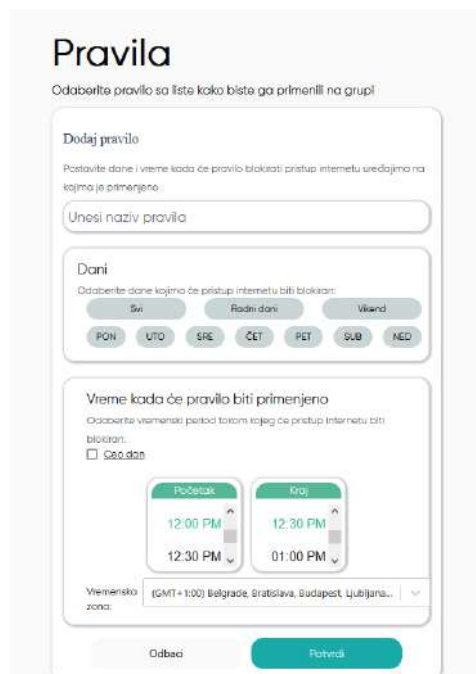 Pravila
Odaberite pravilo sa liste kako biste ga primenili na grupi
Dodaj pravilo
Postavite dane i vreme kada će pravilo blokirati pristup internetu uređajima na
kojima je primenjeno
Unesi naziv pravila
Dani
Odaberite dane kojima će pristup internetu biti blokiran:
Svi Radni dani Vikend
PON UTO SRE ČET PET SUB NED
Vreme kada će pravilo biti primenjeno
Odaberite vremenski period tokom kojeg će pristup internetu biti
blokiran:
Ceo dan
Početak Kraj
12:00 PM 12:30 PM
12:30 PM 01:00 PM
Vremenska
zona:
(GMT+1:00) Belgrade, Bratislava, Budapest, Ljubljana...
Odbaci Potvrdi